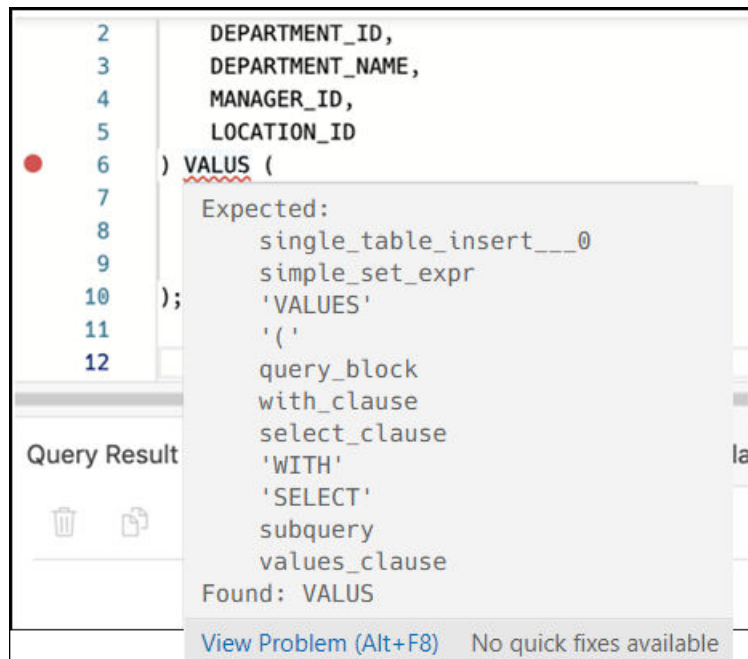 2 DEPARTMENT_ID,
3 DEPARTMENT_NAME,
4 MANAGER_ID,
5 LOCATION_ID
6 ) VALUS (
7
8
9
10 );
11
12
Expected:
single_table_insert___0
simple_set_expr
'VALUES'
'('
query_block
with_clause
select_clause
'WITH'
'SELECT'
subquery
values_clause
Found: VALUS
View Problem (Alt+F8) No quick fixes available
Query Result